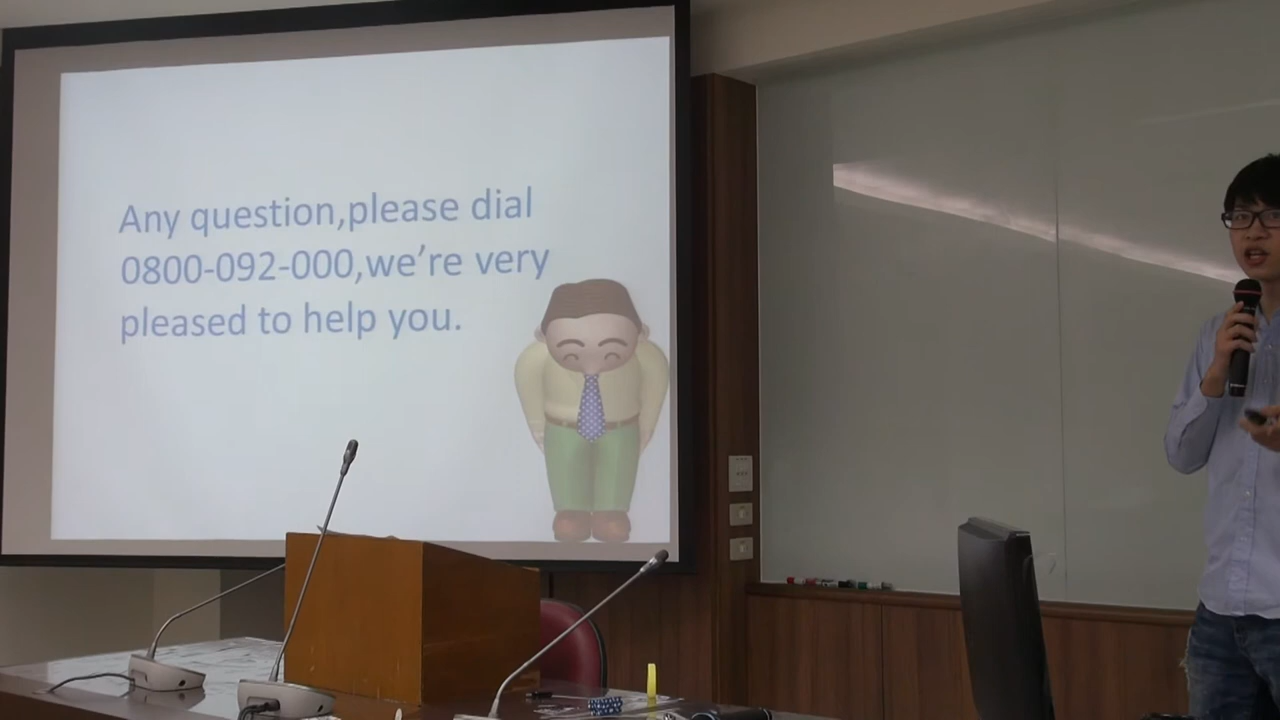 Any question,please dial
0800-092-000,we're very
pleased to help you.